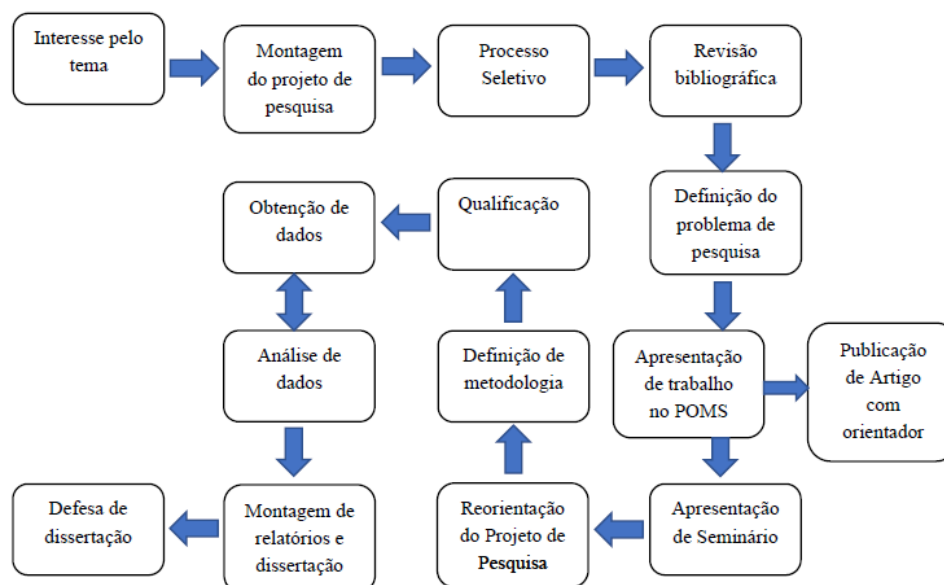 Interesse pelo
tema
Montagem
do projeto de
pesquisa
Processo
Seletivo
Revisão
bibliográfica
Definição do
problema de
pesquisa
Apresentação
de trabalho
no POMS
Publicação
de Artigo
com
orientador
Apresentação
de Seminário
Reorientação
do Projeto de
Pesquisa
Definição de
metodologia
Qualificação
Obtenção de
dados
Análise de
dados
Montagem de
relatórios e
dissertação
Defesa de
dissertação